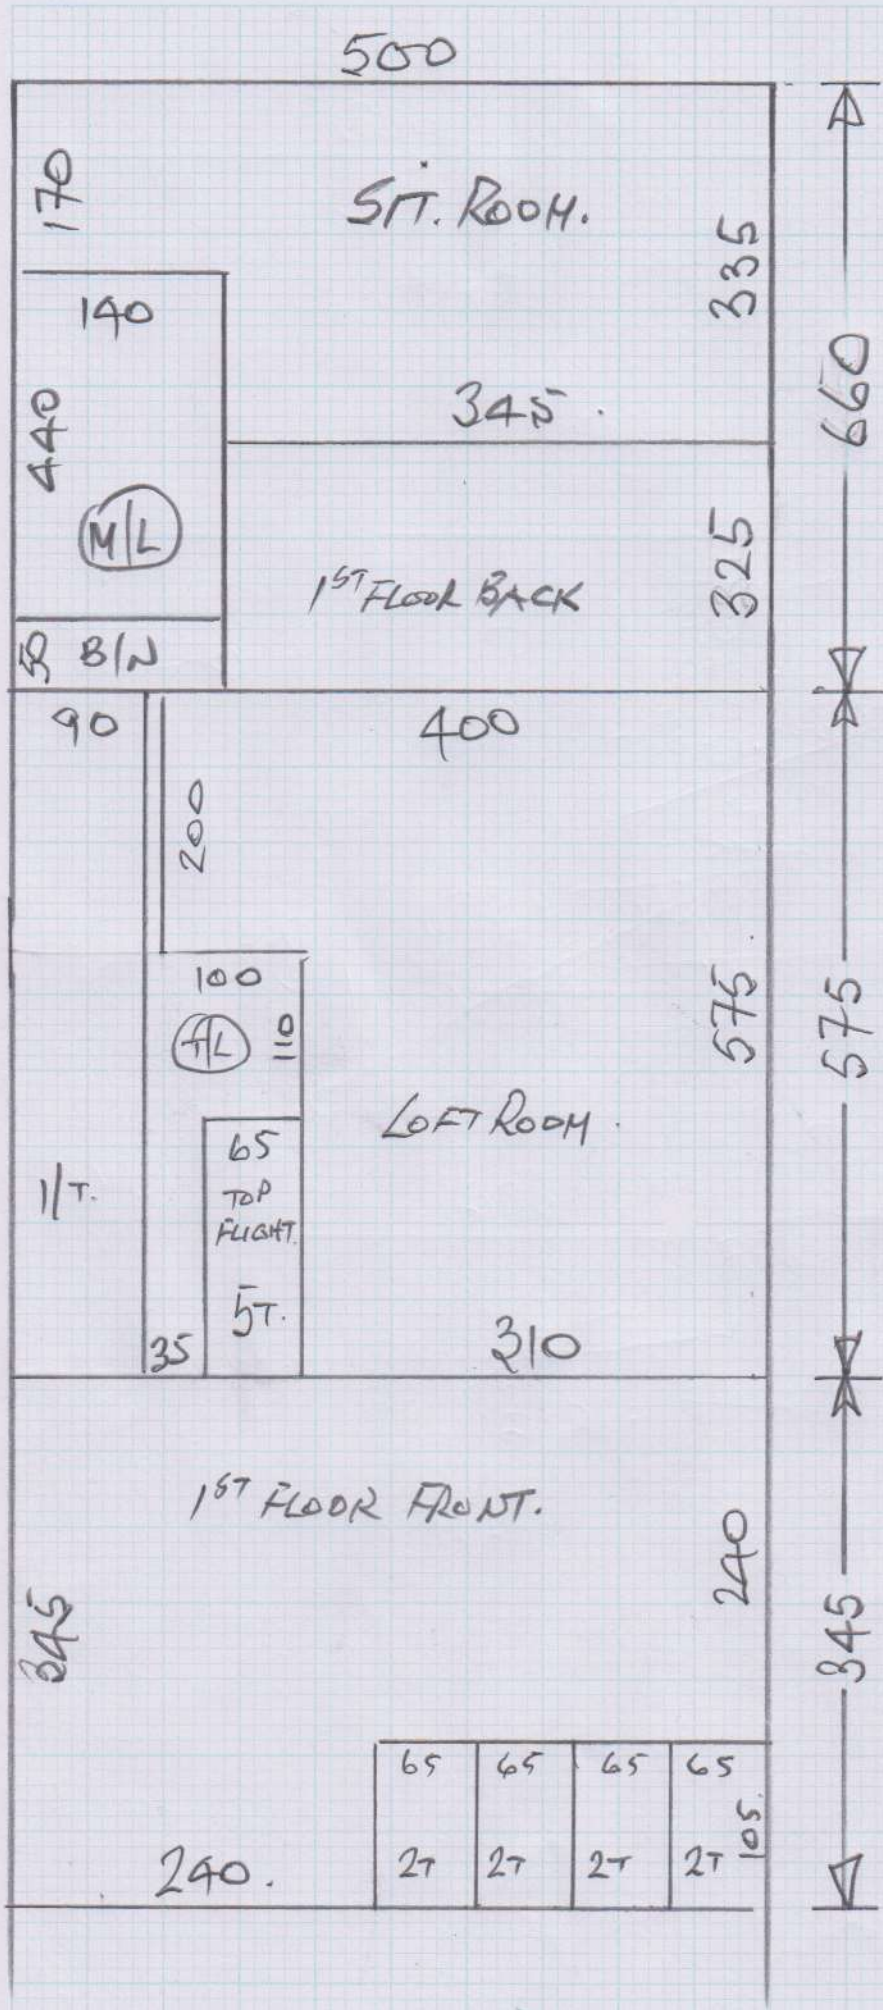 500
170
SIT. ROOM.
335
140
345
440
660
M/L
1ST FLOOR BACK
325
50 B/N
90
400
200
100
T/L
110
575
575
LOFT ROOM.
65
TOP
FLIGHT.
5T.
1/T.
35
310
1ST FLOOR FRONT.
240
345
345
65 65 65 65
105.
2T 2T 2T 2T
240.